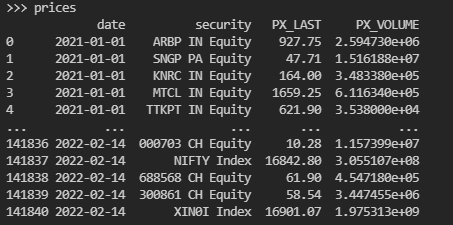 >>> prices
date security PX_LAST PX_VOLUME
0 2021-01-01 ARBP IN Equity 927.75 2.594730e+06
1 2021-01-01 SNGP PA Equity 47.71 1.516188e+07
2 2021-01-01 KNRC IN Equity 164.00 3.483380e+05
3 2021-01-01 MTCL IN Equity 1659.25 6.116340e+05
4 2021-01-01 TTKPT IN Equity 621.90 3.538000e+04
... ... ... ... ...
141836 2022-02-14 000703 CH Equity 10.28 1.157399e+07
141837 2022-02-14 NIFTY Index 16842.80 3.055107e+08
141838 2022-02-14 688568 CH Equity 61.90 4.547180e+05
141839 2022-02-14 300861 CH Equity 58.54 3.447455e+06
141840 2022-02-14 XIN0I Index 16901.07 1.975313e+09